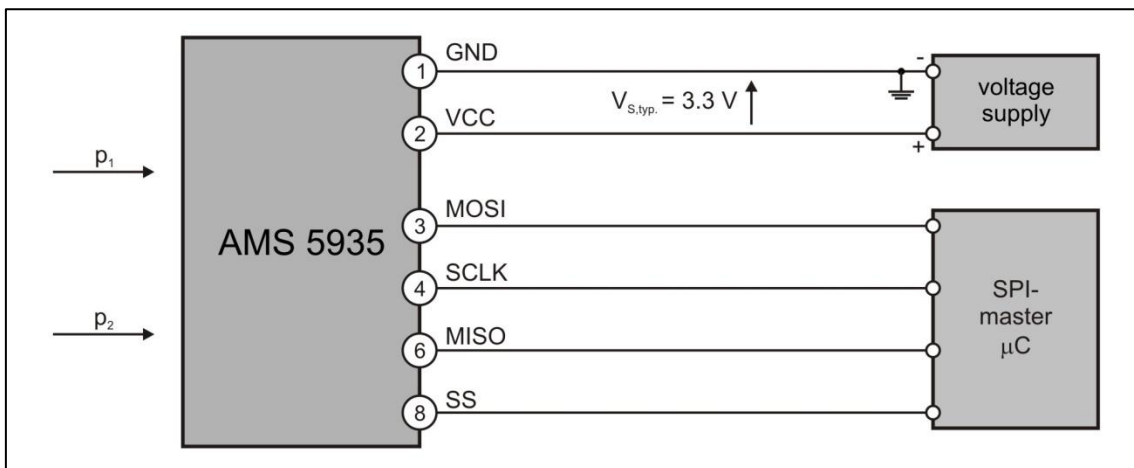 GND
1
-
voltage
supply
V_S,typ. = 3.3 V
VCC
2
+
p₁
MOSI
3
AMS 5935
SCLK
4
SPI-
master
µC
p₂
MISO
6
SS
8